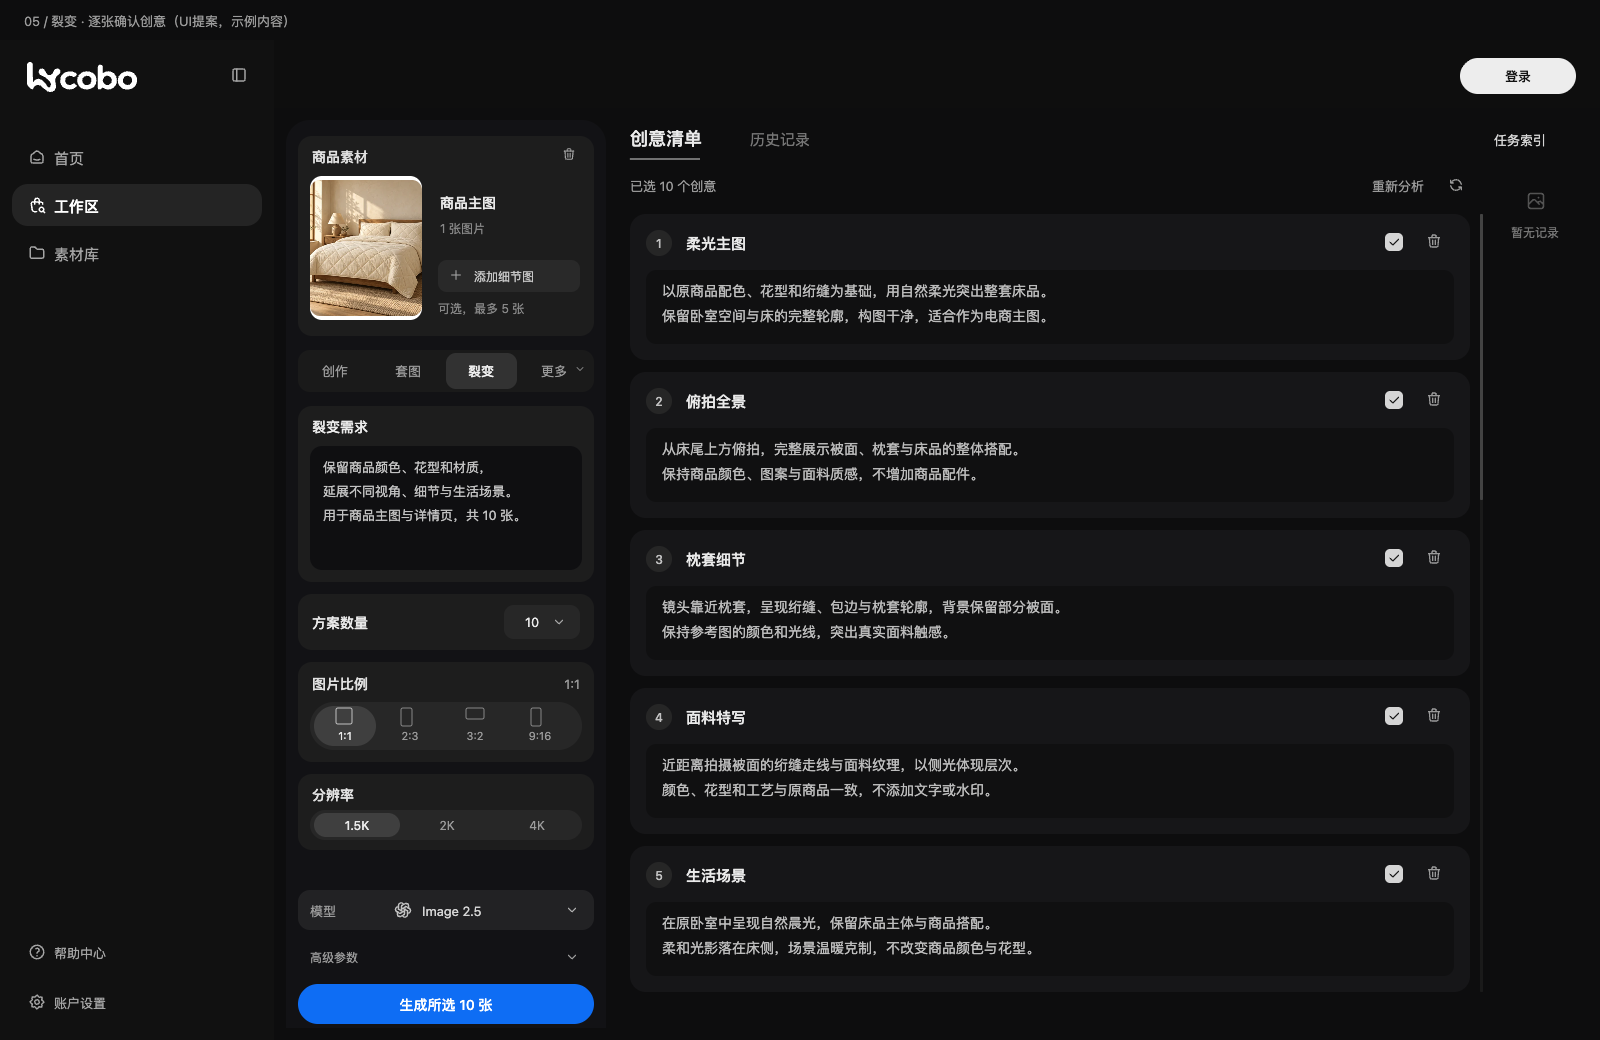 05 / 裂变 · 逐张确认创意（UI提案，示例内容）
lycobo
登录
首页
工作区
素材库
帮助中心
账户设置
商品素材
商品主图
1 张图片
添加细节图
可选，最多 5 张
创作
套图
裂变
更多
裂变需求
保留商品颜色、花型和材质，
延展不同视角、细节与生活场景。
用于商品主图与详情页，共 10 张。
方案数量
10
图片比例
1:1
1:1
2:3
3:2
9:16
分辨率
1.5K
2K
4K
模型
Image 2.5
高级参数
生成所选 10 张
创意清单
历史记录
已选 10 个创意
重新分析
1
柔光主图
以原商品配色、花型和绗缝为基础，用自然柔光突出整套床品。
保留卧室空间与床的完整轮廓，构图干净，适合作为电商主图。
2
俯拍全景
从床尾上方俯拍，完整展示被面、枕套与床品的整体搭配。
保持商品颜色、图案与面料质感，不增加商品配件。
3
枕套细节
镜头靠近枕套，呈现绗缝、包边与枕套轮廓，背景保留部分被面。
保持参考图的颜色和光线，突出真实面料触感。
4
面料特写
近距离拍摄被面的绗缝走线与面料纹理，以侧光体现层次。
颜色、花型和工艺与原商品一致，不添加文字或水印。
5
生活场景
在原卧室中呈现自然晨光，保留床品主体与商品搭配。
柔和光影落在床侧，场景温暖克制，不改变商品颜色与花型。
任务索引
暂无记录